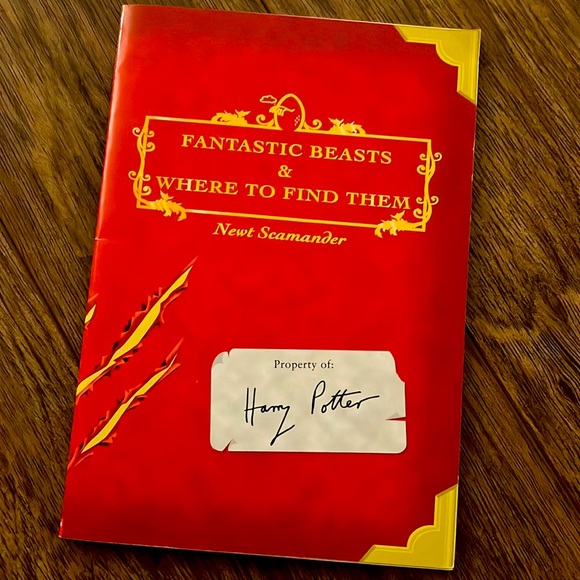 FANTASTIC BEASTS
&
WHERE TO FIND THEM
Newt Scamander
Property of:
Harry Potter